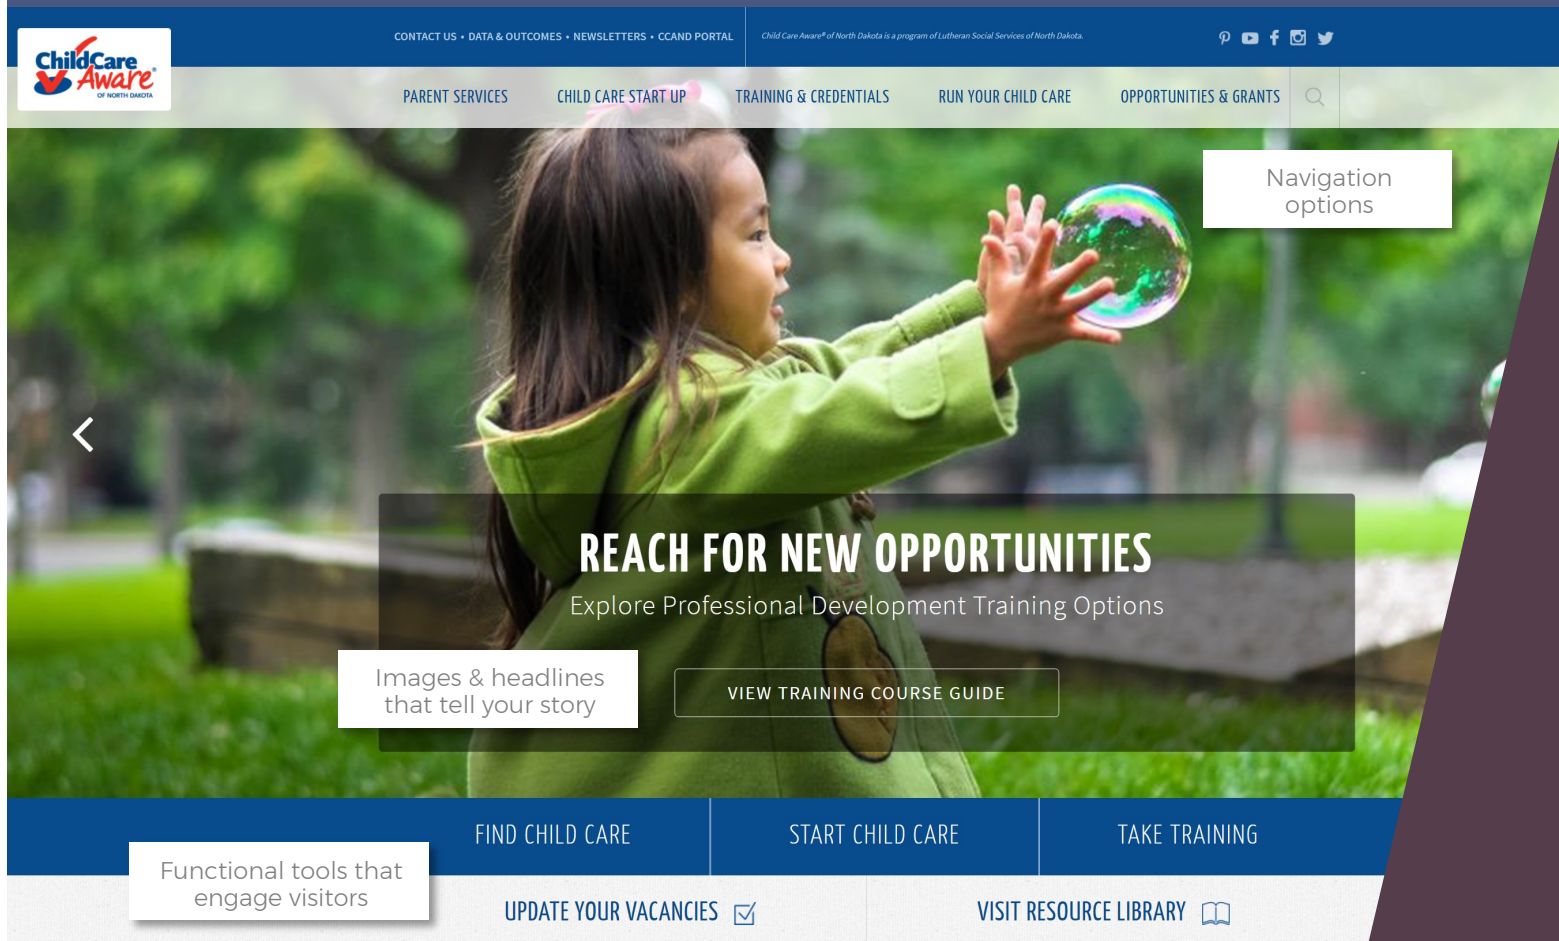 CONTACT US • DATA & OUTCOMES • NEWSLETTERS • CCAND PORTAL
Child Care Aware® of North Dakota is a program of Lutheran Social Services of North Dakota.
ChildCare
Aware®
OF NORTH DAKOTA
PARENT SERVICES
CHILD CARE START UP
TRAINING & CREDENTIALS
RUN YOUR CHILD CARE
OPPORTUNITIES & GRANTS
Navigation
options
REACH FOR NEW OPPORTUNITIES
Explore Professional Development Training Options
Images & headlines
that tell your story
VIEW TRAINING COURSE GUIDE
FIND CHILD CARE
START CHILD CARE
TAKE TRAINING
Functional tools that
engage visitors
UPDATE YOUR VACANCIES
VISIT RESOURCE LIBRARY